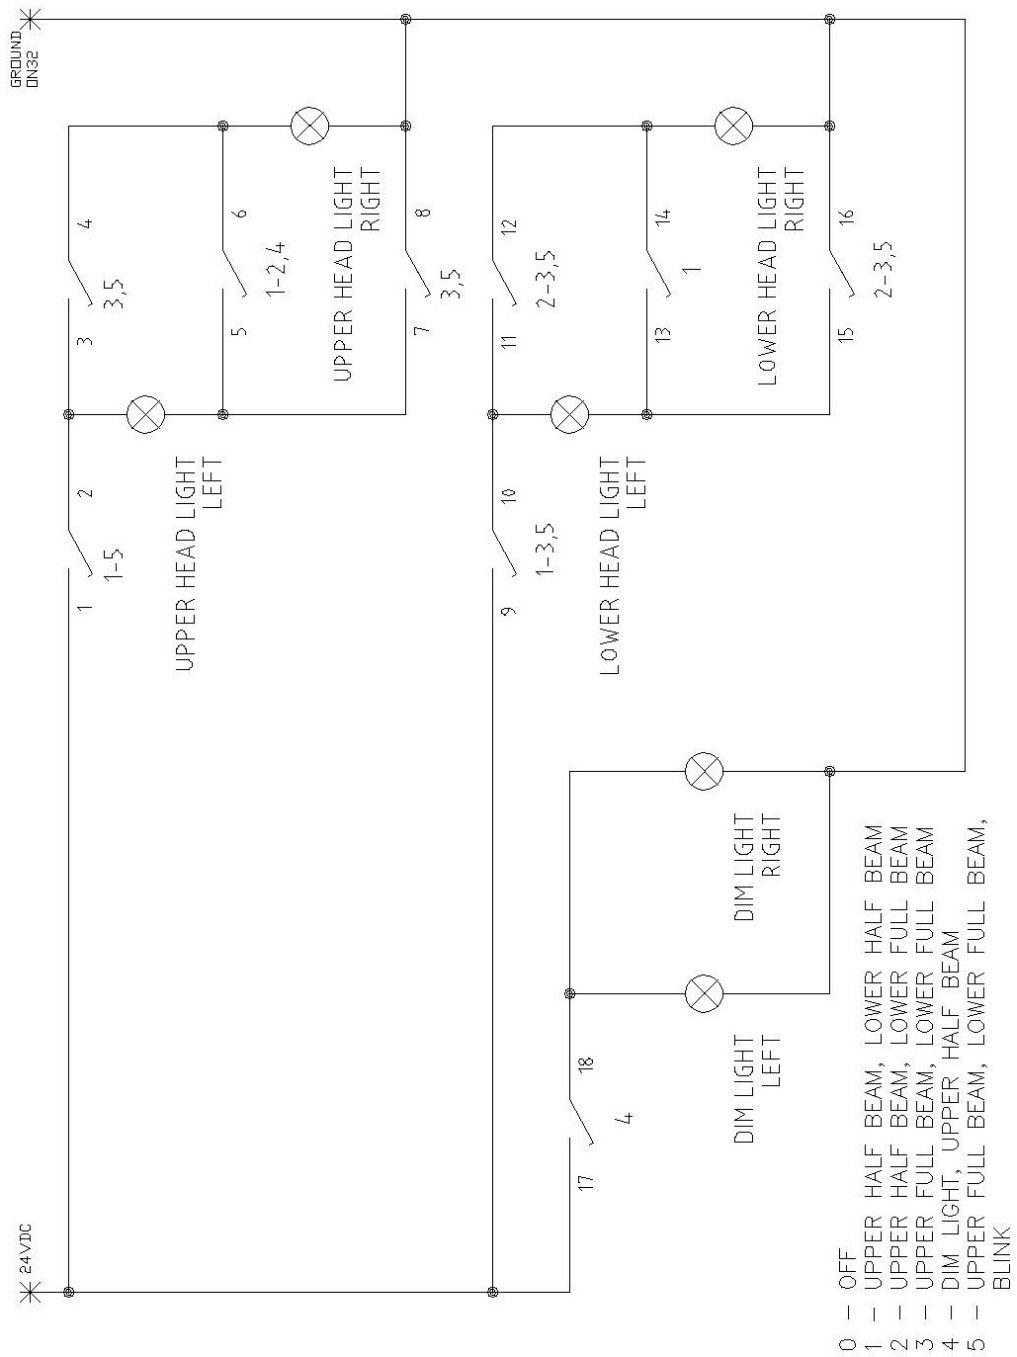 24VDC
GROUND
0N32
1
2
1-5
3
4
3,5
UPPER HEAD LIGHT
LEFT
5
6
1-2,4
UPPER HEAD LIGHT
RIGHT
7
8
3,5
9
10
1-3,5
11
12
2-3,5
LOWER HEAD LIGHT
LEFT
13
14
1
LOWER HEAD LIGHT
RIGHT
15
16
2-3,5
17
18
4
DIM LIGHT
LEFT
DIM LIGHT
RIGHT
0 - OFF
1 - UPPER HALF BEAM, LOWER HALF BEAM
2 - UPPER HALF BEAM, LOWER FULL BEAM
3 - UPPER FULL BEAM, LOWER FULL BEAM
4 - DIM LIGHT, UPPER HALF BEAM
5 - UPPER FULL BEAM, LOWER FULL BEAM,
BLINK